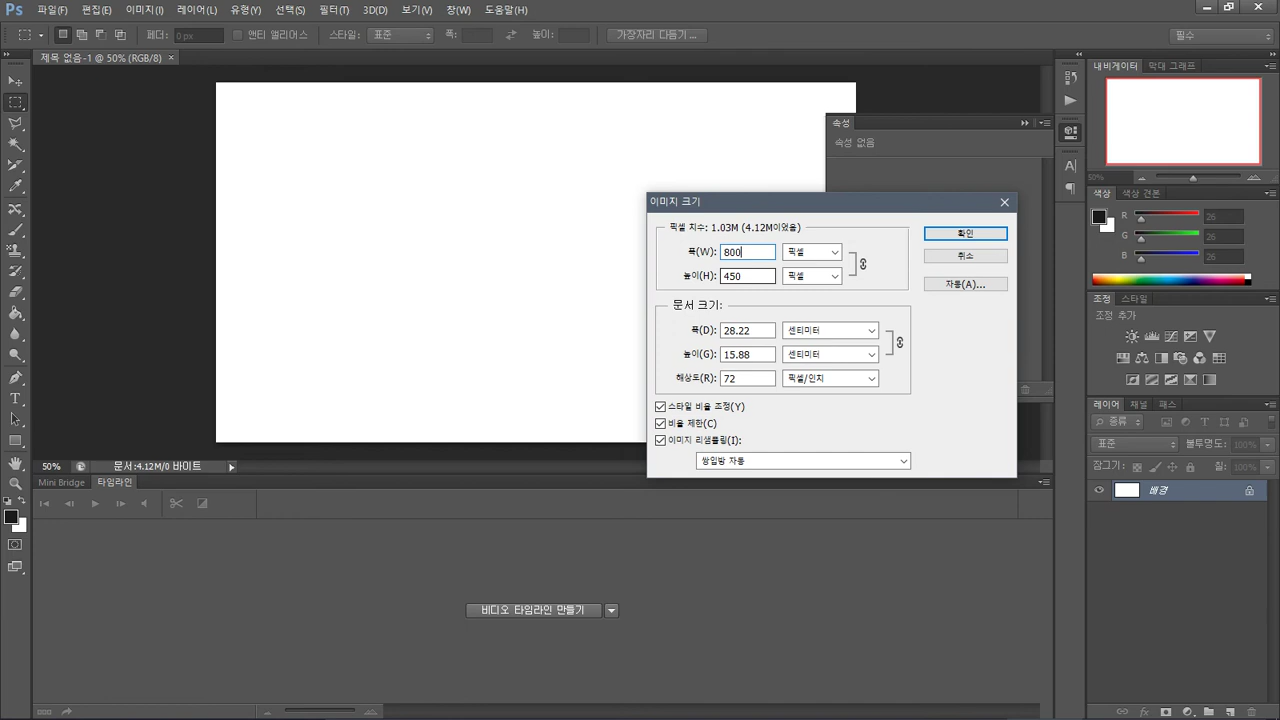 Ps 파일(F) 편집(E) 이미지(I) 레이어(L) 유형(Y) 선택(S) 필터(T) 3D(D) 보기(V) 창(W) 도움말(H)
페더: 0 px 앤티 앨리어스 스타일: 표준 폭: 높이: 가장자리 다듬기 ... 필수
제목 없음-1 @ 50% (RGB/8) ×
내비게이터 막대 그래프
속성
속성 없음
50%
색상 색상 견본
R 26
G 26
B 26
이미지 크기
픽셀 치수: 1.03M (4.12M이었음)
폭(W): 800 픽셀
높이(H): 450 픽셀
확인
취소
자동(A)...
문서 크기:
폭(D): 28.22 센티미터
높이(G): 15.88 센티미터
해상도(R): 72 픽셀/인치
스타일 비율 조정(Y)
비율 제한(C)
이미지 리샘플링(I):
쌍입방 자동
조정 스타일
조정 추가
레이어 채널 패스
종류
표준 불투명도: 100%
잠그기: 칠: 100%
배경
50% 문서:4.12M/0 바이트
Mini Bridge 타임라인
비디오 타임라인 만들기